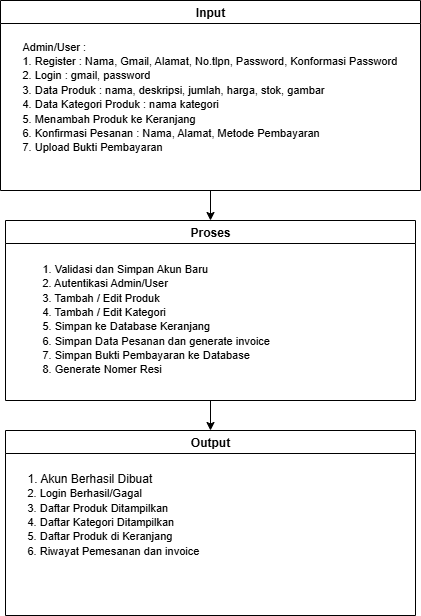 Input
Admin/User :
1. Register : Nama, Gmail, Alamat, No.tlpn, Password, Konformasi Password
2. Login : gmail, password
3. Data Produk : nama, deskripsi, jumlah, harga, stok, gambar
4. Data Kategori Produk : nama kategori
5. Menambah Produk ke Keranjang
6. Konfirmasi Pesanan : Nama, Alamat, Metode Pembayaran
7. Upload Bukti Pembayaran
Proses
1. Validasi dan Simpan Akun Baru
2. Autentikasi Admin/User
3. Tambah / Edit Produk
4. Tambah / Edit Kategori
5. Simpan ke Database Keranjang
6. Simpan Data Pesanan dan generate invoice
7. Simpan Bukti Pembayaran ke Database
8. Generate Nomer Resi
Output
1. Akun Berhasil Dibuat
2. Login Berhasil/Gagal
3. Daftar Produk Ditampilkan
4. Daftar Kategori Ditampilkan
5. Daftar Produk di Keranjang
6. Riwayat Pemesanan dan invoice